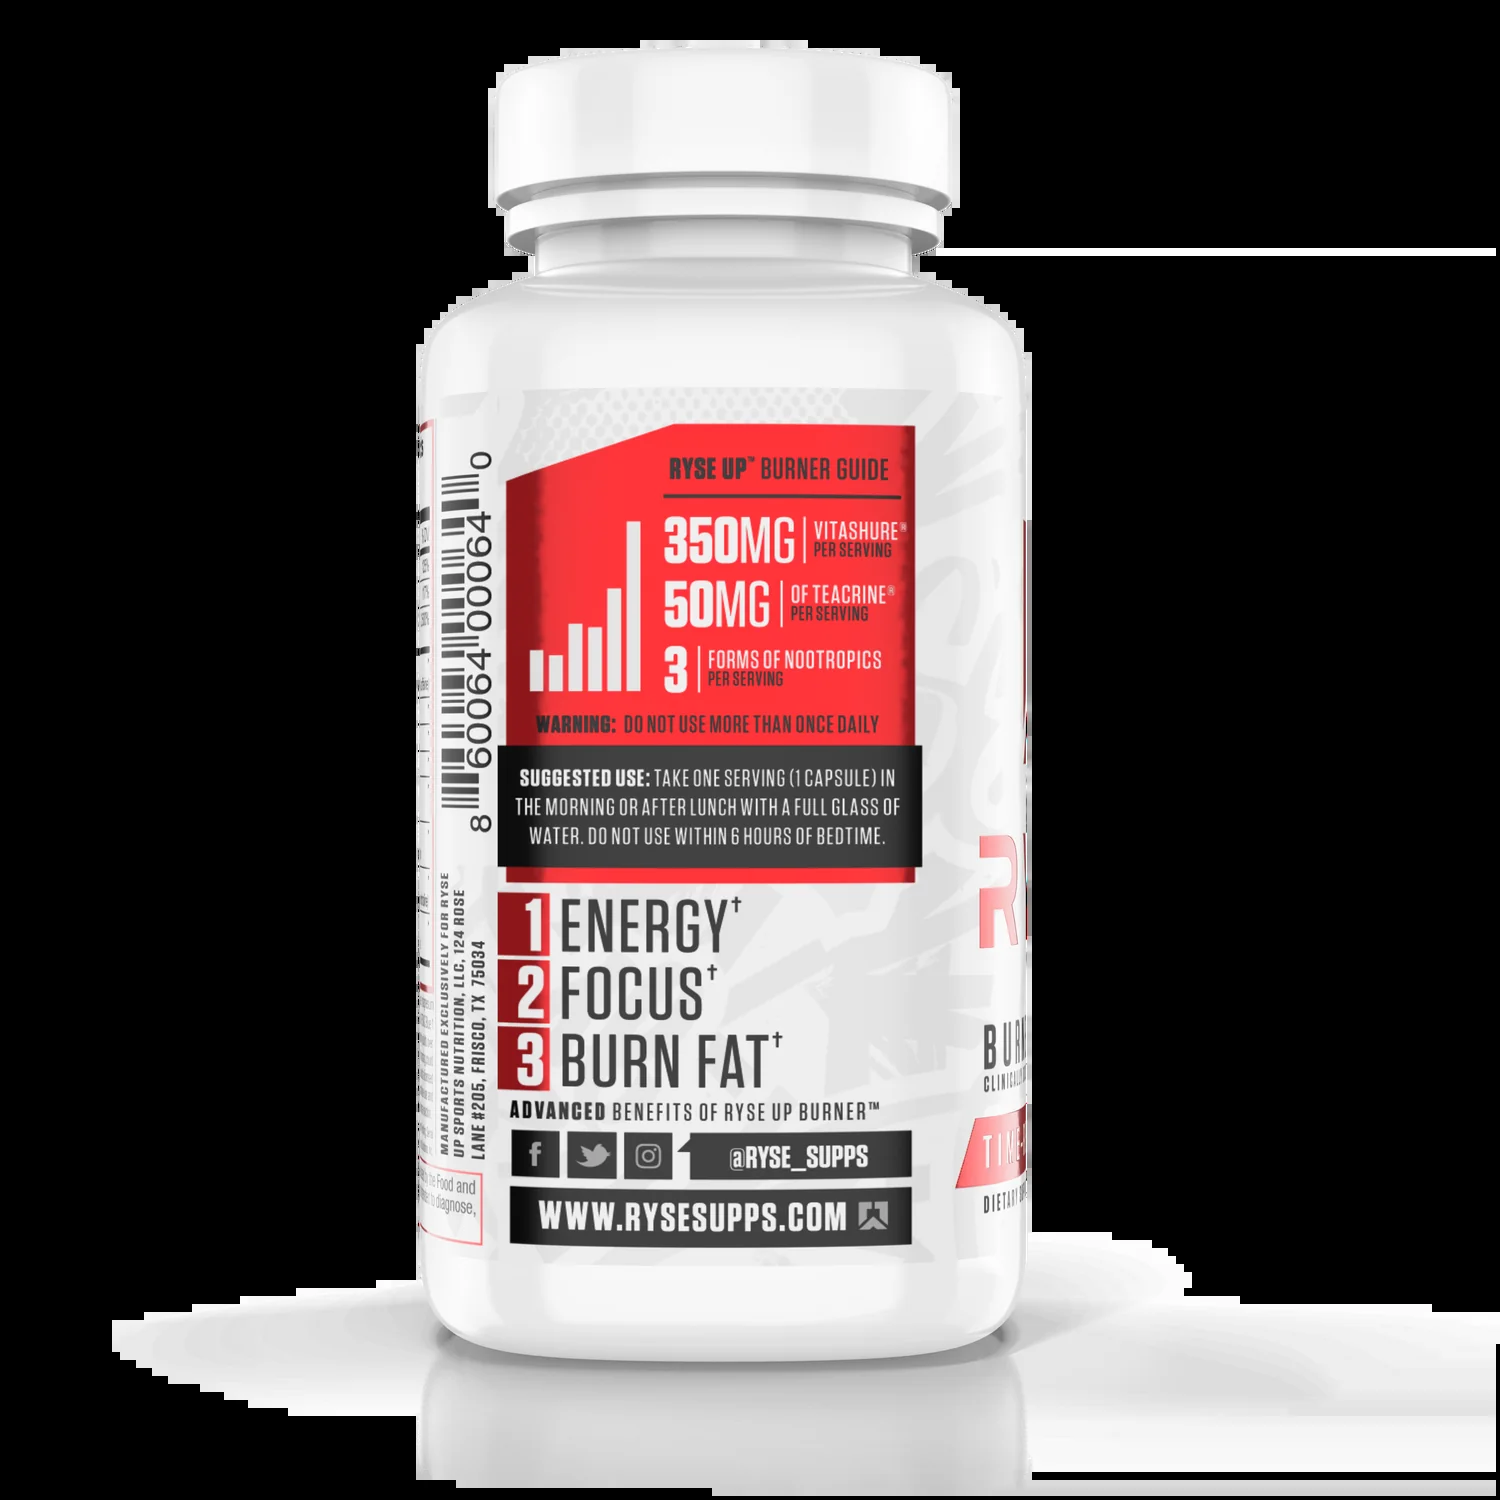 RYSE UP™ BURNER GUIDE
350MG
VITASHURE®
PER SERVING
50MG
OF TEACRINE®
PER SERVING
3
FORMS OF NOOTROPICS
PER SERVING
WARNING: DO NOT USE MORE THAN ONCE DAILY
SUGGESTED USE: TAKE ONE SERVING (1 CAPSULE) IN
THE MORNING OR AFTER LUNCH WITH A FULL GLASS OF
WATER. DO NOT USE WITHIN 6 HOURS OF BEDTIME.
1 ENERGY†
2 FOCUS†
3 BURN FAT†
ADVANCED BENEFITS OF RYSE UP BURNER™
@RYSE_SUPPS
WWW.RYSESUPPS.COM
8 60064 00064 0
MANUFACTURED EXCLUSIVELY FOR RYSE
UP SPORTS NUTRITION, LLC, 124 ROSE
LANE #205, FRISCO, TX 75034
the Food and
to diagnose,